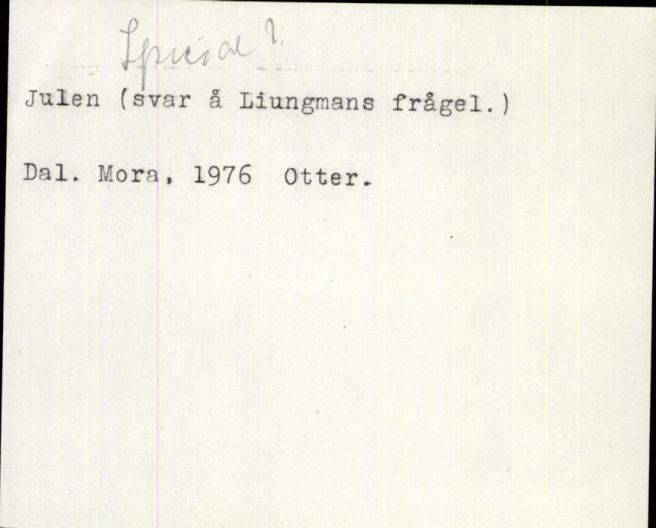 Special?
Julen (svar å Liungmans frågel.)
Dal. Mora, 1976 Otter.